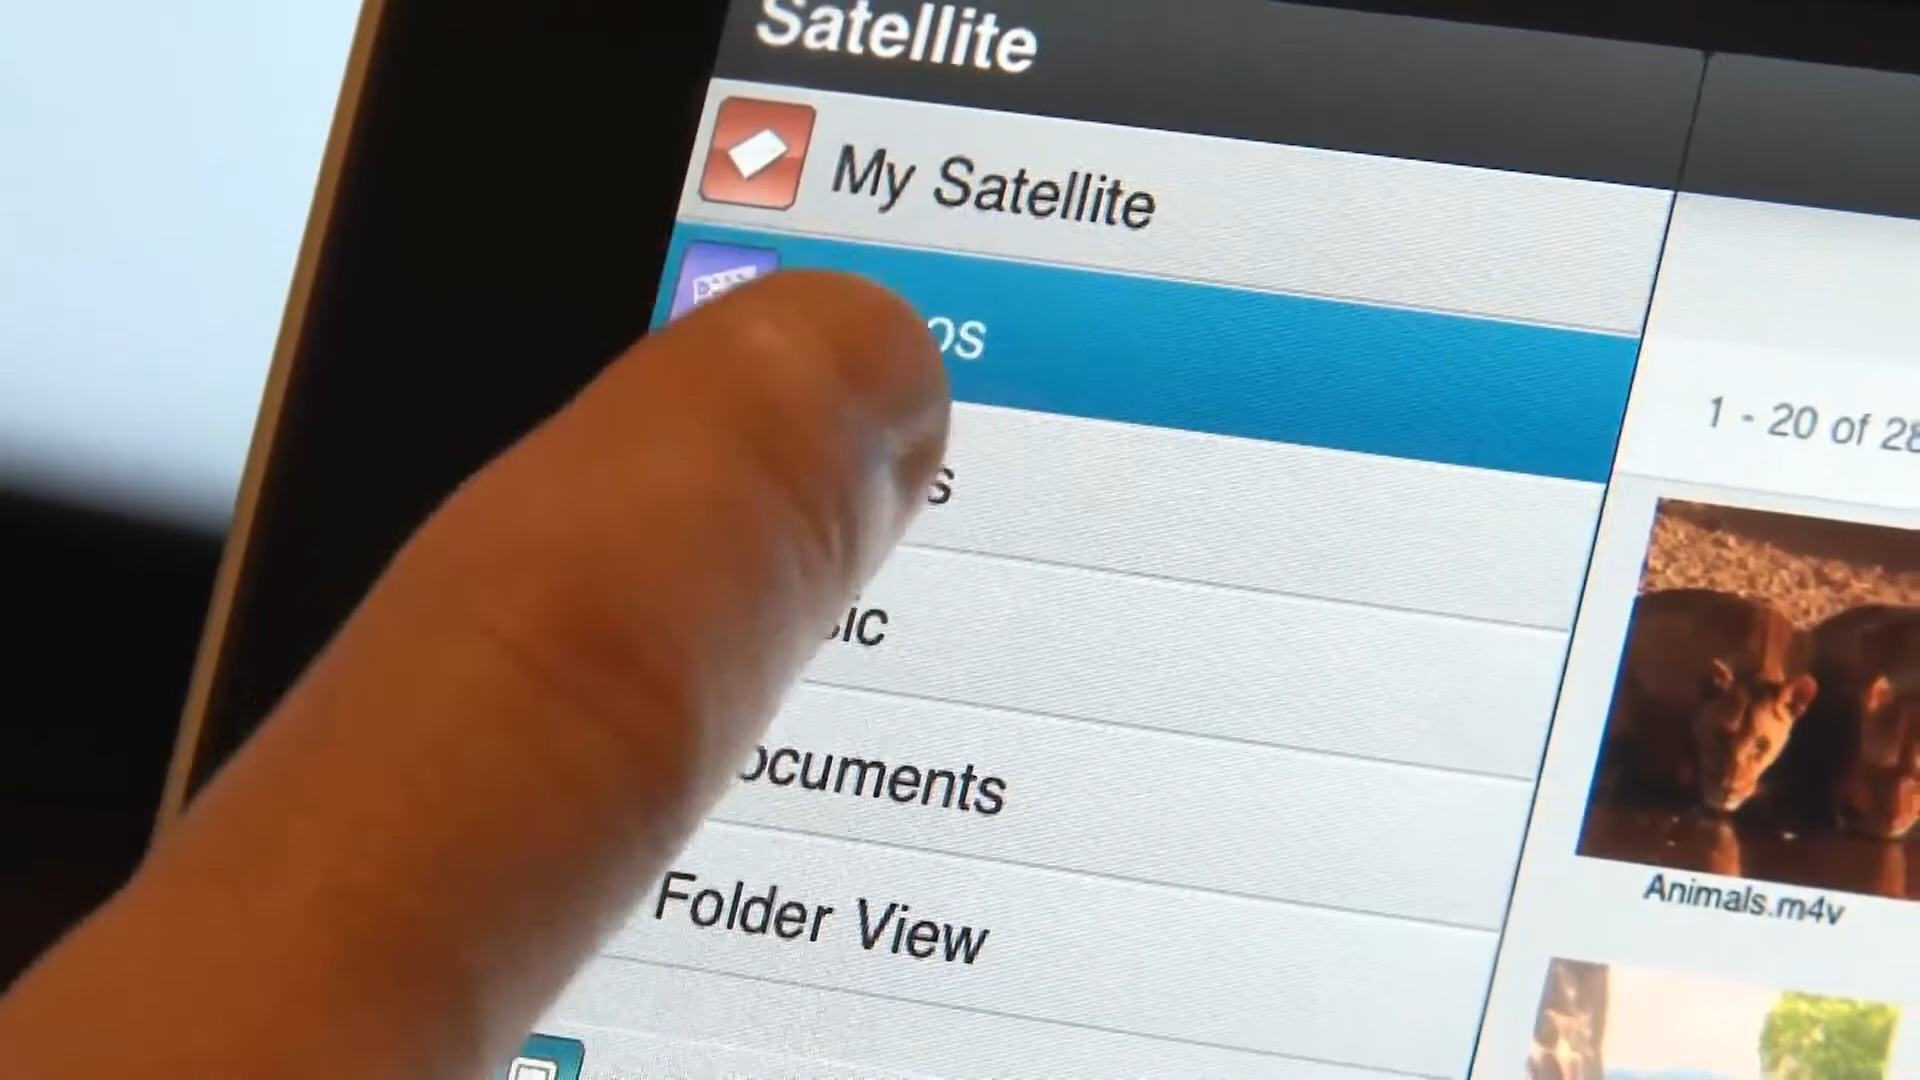 Satellite
My Satellite
os
s
ic
ocuments
Folder View
1 - 20 of 28
Animals.m4v